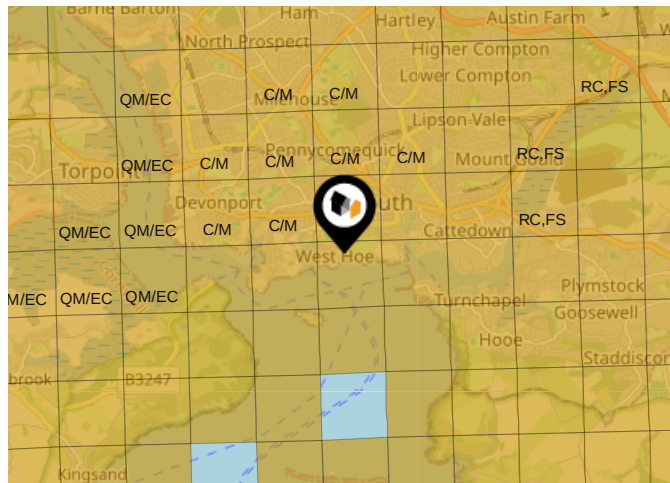 Barne Barton
Ham
Hartley
Austin Farm
North Prospect
Higher Compton
Lower Compton
RC,FS
QM/EC
C/M
C/M
Milehouse
Lipson Vale
Pennycomequick
QM/EC
C/M
C/M
C/M
C/M
Mount Gould
RC,FS
Torpoint
Devonport
outh
QM/EC
QM/EC
C/M
C/M
Cattedown
RC,FS
West Hoe
M/EC
QM/EC
QM/EC
Turnchapel
Plymstock
Goosewell
Hooe
Staddiscom
brook
B3247
Kingsand